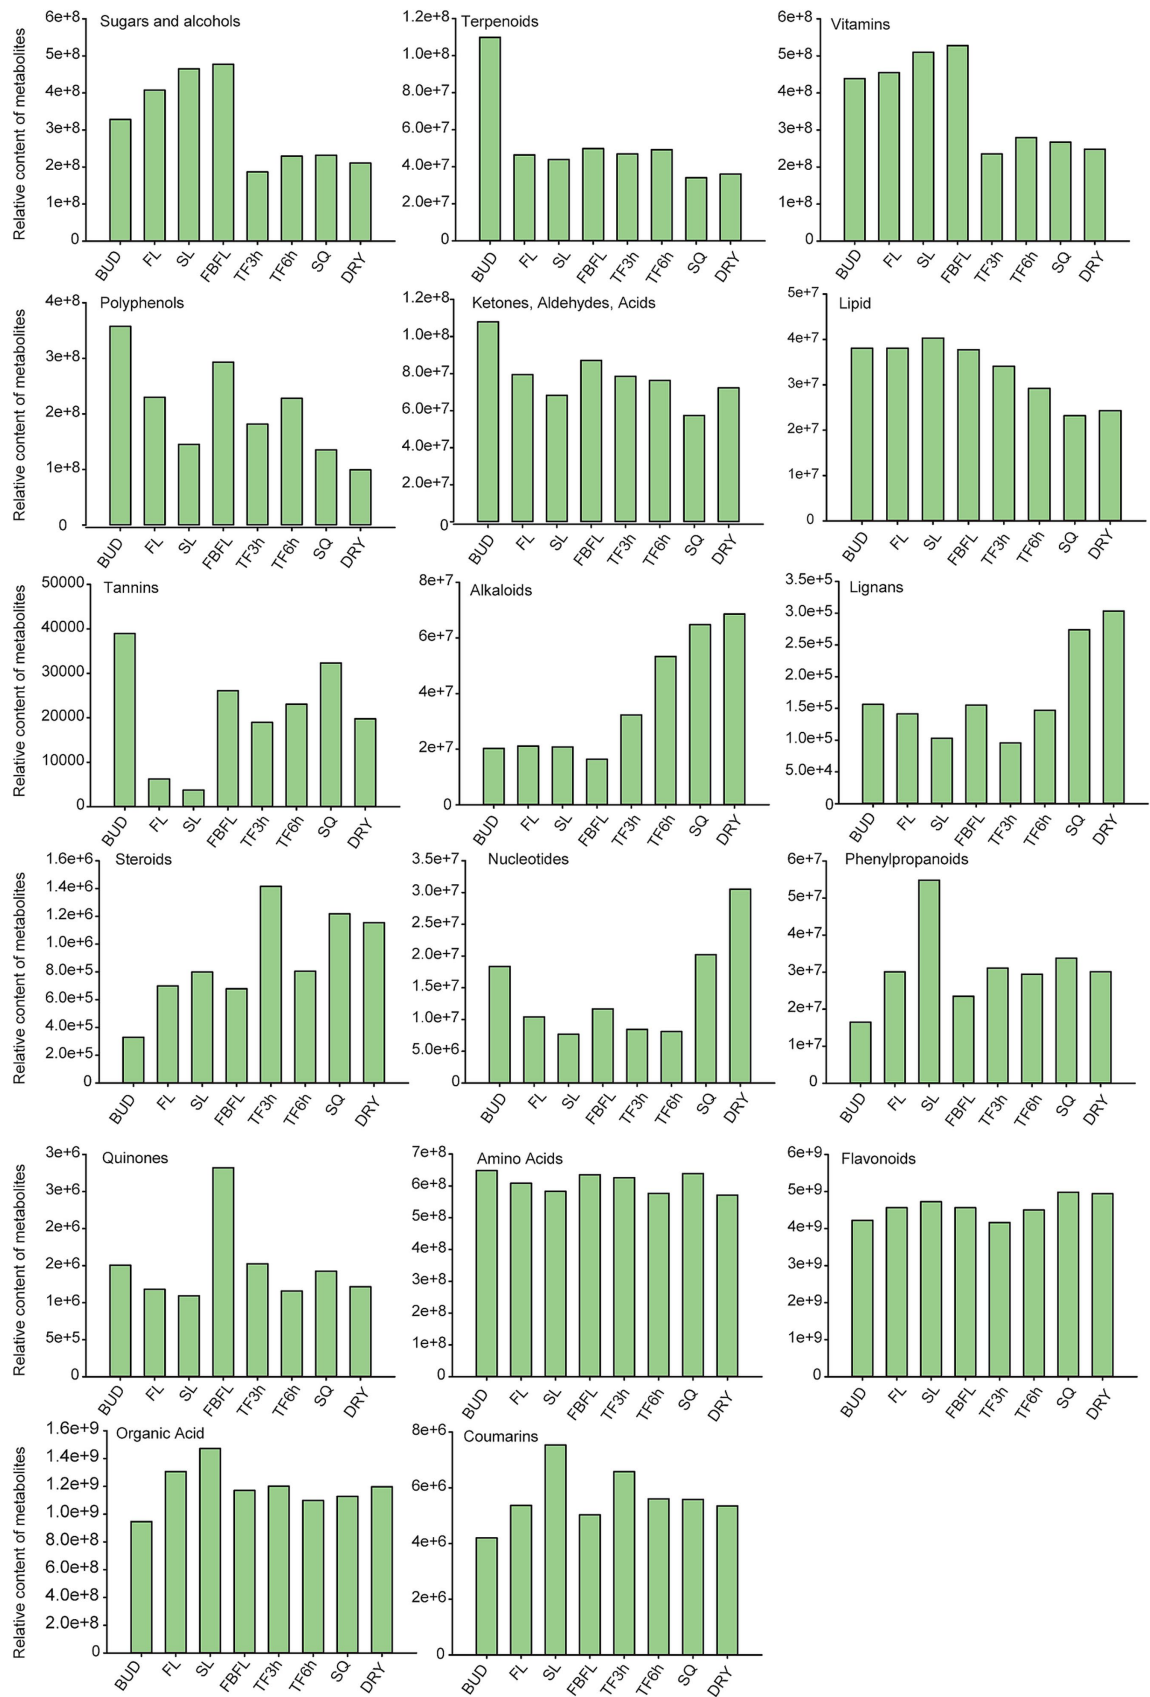 Relative content of metabolites
Sugars and alcohols
6e+8
5e+8
4e+8
3e+8
2e+8
1e+8
0
BUD FL SL FBFL TF3h TF6h SQ DRY
Terpenoids
1.2e+8
1.0e+8
8.0e+7
6.0e+7
4.0e+7
2.0e+7
0
BUD FL SL FBFL TF3h TF6h SQ DRY
Vitamins
6e+8
5e+8
4e+8
3e+8
2e+8
1e+8
0
BUD FL SL FBFL TF3h TF6h SQ DRY
Relative content of metabolites
Polyphenols
4e+8
3e+8
2e+8
1e+8
0
BUD FL SL FBFL TF3h TF6h SQ DRY
Ketones, Aldehydes, Acids
1.2e+8
1.0e+8
8.0e+7
6.0e+7
4.0e+7
2.0e+7
0
BUD FL SL FBFL TF3h TF6h SQ DRY
Lipid
5e+7
4e+7
3e+7
2e+7
1e+7
0
BUD FL SL FBFL TF3h TF6h SQ DRY
Relative content of metabolites
Tannins
50000
40000
30000
20000
10000
0
BUD FL SL FBFL TF3h TF6h SQ DRY
Alkaloids
8e+7
6e+7
4e+7
2e+7
0
BUD FL SL FBFL TF3h TF6h SQ DRY
Lignans
3.5e+5
3.0e+5
2.5e+5
2.0e+5
1.5e+5
1.0e+5
5.0e+4
0
BUD FL SL FBFL TF3h TF6h SQ DRY
Relative content of metabolites
Steroids
1.6e+6
1.4e+6
1.2e+6
1.0e+6
8.0e+5
6.0e+5
4.0e+5
2.0e+5
0
BUD FL SL FBFL TF3h TF6h SQ DRY
Nucleotides
3.5e+7
3.0e+7
2.5e+7
2.0e+7
1.5e+7
1.0e+7
5.0e+6
0
BUD FL SL FBFL TF3h TF6h SQ DRY
Phenylpropanoids
6e+7
5e+7
4e+7
3e+7
2e+7
1e+7
0
BUD FL SL FBFL TF3h TF6h SQ DRY
Relative content of metabolites
Quinones
3e+6
3e+6
2e+6
2e+6
1e+6
5e+5
0
BUD FL SL FBFL TF3h TF6h SQ DRY
Amino Acids
7e+8
6e+8
5e+8
4e+8
3e+8
2e+8
1e+8
0
BUD FL SL FBFL TF3h TF6h SQ DRY
Flavonoids
6e+9
5e+9
4e+9
3e+9
2e+9
1e+9
0
BUD FL SL FBFL TF3h TF6h SQ DRY
Relative content of metabolites
Organic Acid
1.6e+9
1.4e+9
1.2e+9
1.0e+9
8.0e+8
6.0e+8
4.0e+8
2.0e+8
0
BUD FL SL FBFL TF3h TF6h SQ DRY
Coumarins
8e+6
6e+6
4e+6
2e+6
0
BUD FL SL FBFL TF3h TF6h SQ DRY